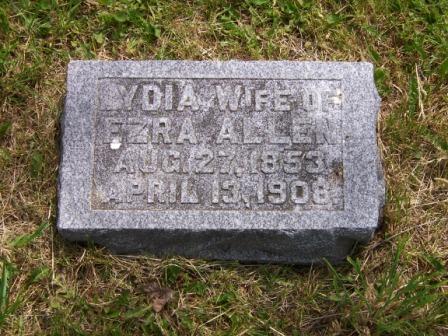 LYDIA WIFE OF
EZRA ALLEN
AUG. 27, 1853
APRIL 13, 1908